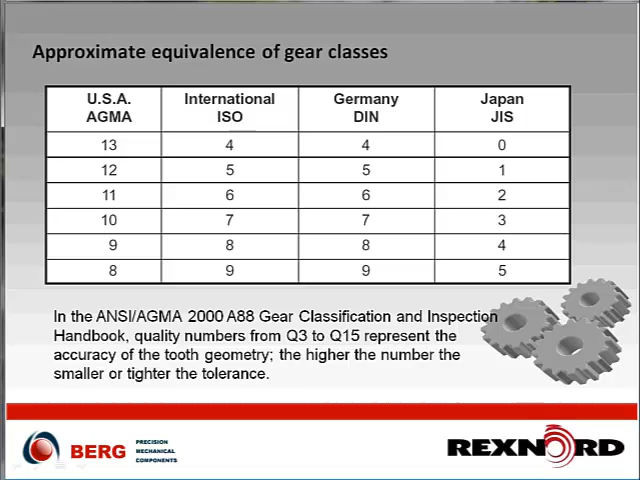 Approximate equivalence of gear classes
U.S.A. International Germany Japan
AGMA ISO DIN JIS
13 4 4 0
12 5 5 1
11 6 6 2
10 7 7 3
9 8 8 4
8 9 9 5
In the ANSI/AGMA 2000 A88 Gear Classification and Inspection
Handbook, quality numbers from Q3 to Q15 represent the
accuracy of the tooth geometry; the higher the number the
smaller or tighter the tolerance.
BERG
PRECISION
MECHANICAL
COMPONENTS
REXNORD